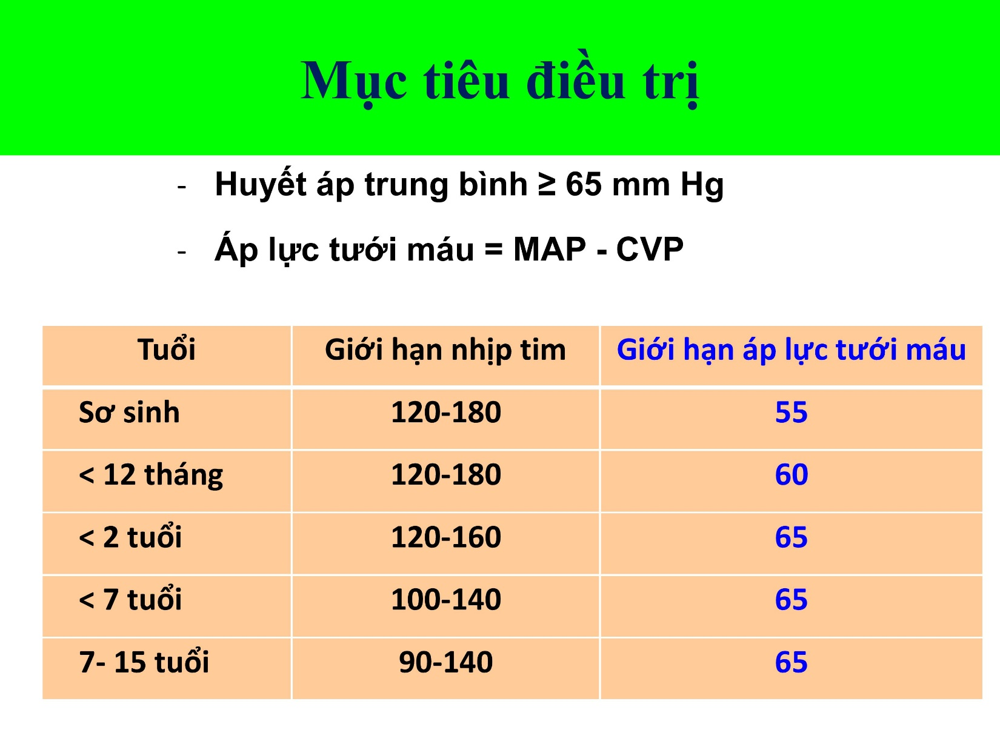 Mục tiêu điều trị
- Huyết áp trung bình ≥ 65 mm Hg
- Áp lực tưới máu = MAP - CVP
Tuổi Giới hạn nhịp tim Giới hạn áp lực tưới máu
Sơ sinh 120-180 55
< 12 tháng 120-180 60
< 2 tuổi 120-160 65
< 7 tuổi 100-140 65
7- 15 tuổi 90-140 65